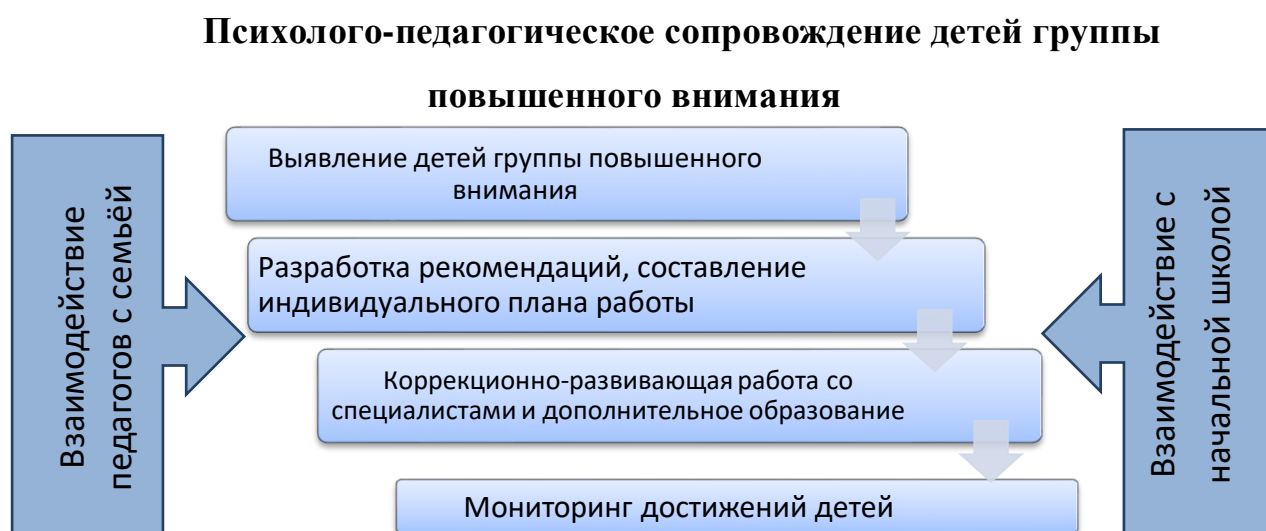 Психолого-педагогическое сопровождение детей группы
повышенного внимания
Взаимодействие
педагогов с семьёй
Выявление детей группы повышенного
внимания
Разработка рекомендаций, составление
индивидуального плана работы
Коррекционно-развивающая работа со
специалистами и дополнительное образование
Мониторинг достижений детей
Взаимодействие с
начальной школой